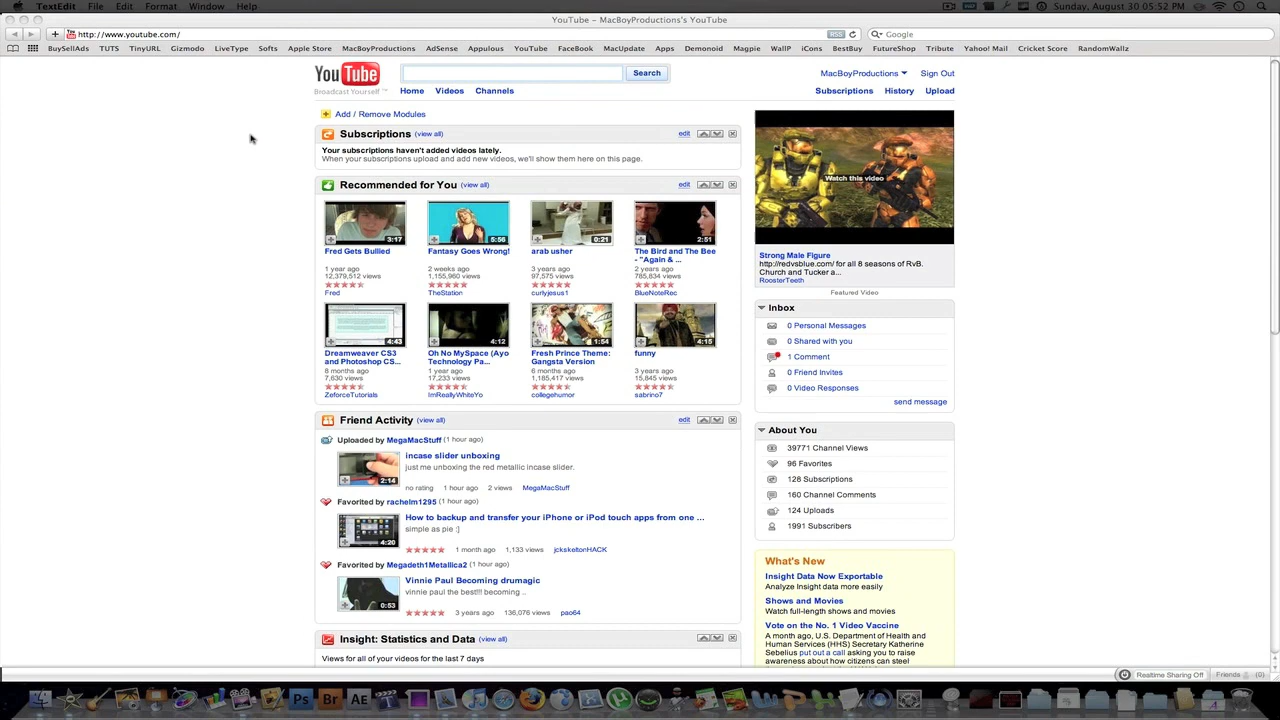 TextEdit File Edit Format Window Help Sunday, August 30 05:52 PM
YouTube – MacBoyProductions's YouTube
http://www.youtube.com/ RSS Google
BuySellAds TUTS TinyURL Gizmodo LiveType Softs Apple Store MacBoyProductions AdSense Appulous YouTube FaceBook MacUpdate Apps Demonoid Magpie WallP iCons BestBuy FutureShop Tribute Yahoo! Mail Cricket Score RandomWallz
YouTube
Broadcast Yourself™
Search
MacBoyProductions Sign Out
Home Videos Channels
Subscriptions History Upload
Add / Remove Modules
Subscriptions (view all) edit
Your subscriptions haven't added videos lately.
When your subscriptions upload and add new videos, we'll show them here on this page.
Recommended for You (view all) edit
3:17 5:56 0:21 2:51
Fred Gets Bullied
1 year ago
12,379,512 views
Fred
Fantasy Goes Wrong!
2 weeks ago
1,155,960 views
TheStation
arab usher
3 years ago
97,575 views
curlyjesus1
The Bird and The Bee
- "Again & ...
2 years ago
785,834 views
BlueNoteRec
4:43 4:12 1:54 4:15
Dreamweaver CS3
and Photoshop CS...
8 months ago
7,630 views
ZeforceTutorials
Oh No MySpace (Ayo
Technology Pa...
1 year ago
17,233 views
ImReallyWhiteYo
Fresh Prince Theme:
Gangsta Version
6 months ago
1,185,417 views
collegehumor
funny
3 years ago
15,845 views
sabrino7
Friend Activity (view all) edit
Uploaded by MegaMacStuff (1 hour ago)
2:14
incase slider unboxing
just me unboxing the red metallic incase slider.
no rating 1 hour ago 2 views MegaMacStuff
Favorited by rachelm1295 (1 hour ago)
4:20
How to backup and transfer your iPhone or iPod touch apps from one ...
simple as pie :]
1 month ago 1,133 views jckskeltonHACK
Favorited by Megadeth1Metallica2 (1 hour ago)
0:53
Vinnie Paul Becoming drumagic
vinnie paul the best!!! becoming ..
3 years ago 136,076 views pao64
Insight: Statistics and Data (view all)
Views for all of your videos for the last 7 days
Watch this video
Strong Male Figure
http://redvsblue.com/ for all 8 seasons of RvB.
Church and Tucker a...
RoosterTeeth
Featured Video
Inbox
0 Personal Messages
0 Shared with you
1 Comment
0 Friend Invites
0 Video Responses
send message
About You
39771 Channel Views
96 Favorites
128 Subscriptions
160 Channel Comments
124 Uploads
1991 Subscribers
What's New
Insight Data Now Exportable
Analyze Insight data more easily
Shows and Movies
Watch full-length shows and movies
Vote on the No. 1 Video Vaccine
A month ago, U.S. Department of Health and
Human Services (HHS) Secretary Katherine
Sebelius put out a call asking you to raise
awareness about how citizens can steel
Realtime Sharing Off Friends (0)
Ps Br AE